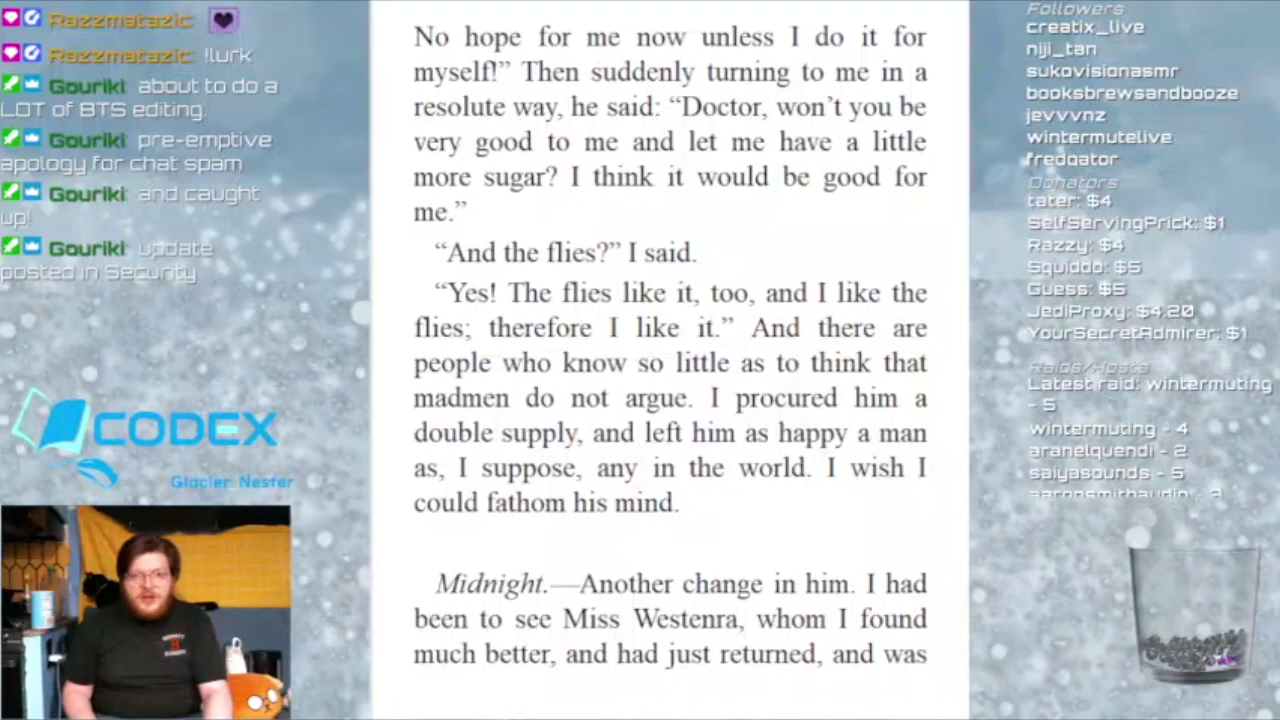 Razzmatazic:
Razzmatazic: !lurk
Gouriki: about to do a
LOT of BTS editing.
Gouriki: pre-emptive
apology for chat spam
Gouriki: and caught
up!
Gouriki: update
posted in Security
CODEX
Glacier Nester
No hope for me now unless I do it for
myself!” Then suddenly turning to me in a
resolute way, he said: “Doctor, won’t you be
very good to me and let me have a little
more sugar? I think it would be good for
me.”
“And the flies?” I said.
“Yes! The flies like it, too, and I like the
flies; therefore I like it.” And there are
people who know so little as to think that
madmen do not argue. I procured him a
double supply, and left him as happy a man
as, I suppose, any in the world. I wish I
could fathom his mind.
Midnight.—Another change in him. I had
been to see Miss Westenra, whom I found
much better, and had just returned, and was
Followers
creatix_live
niji_tan
sukovisionasmr
booksbrewsandbooze
jevvvnz
wintermutelive
fredgator
Donators
tater: $4
SelfServingPrick: $1
Razzy: $4
Squiddo: $5
Guess: $5
JediProxy: $4.20
YourSecretAdmirer: $1
Raids/Hosts
Latest raid: wintermuting
- 5
wintermuting - 4
aranelquendi - 2
saiyasounds - 5